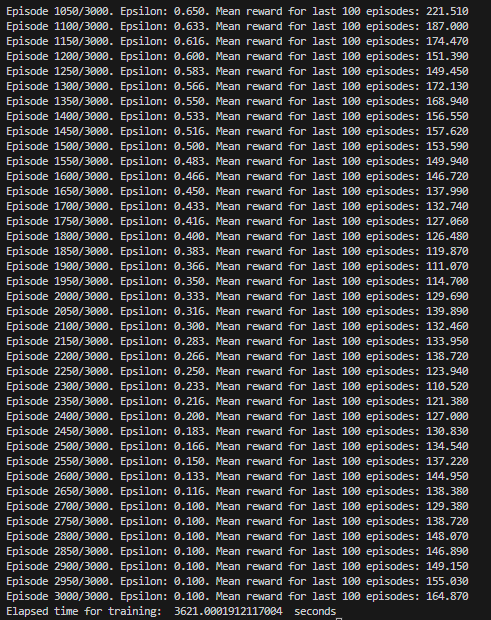 Episode 1050/3000. Epsilon: 0.650. Mean reward for last 100 episodes: 221.510
Episode 1100/3000. Epsilon: 0.633. Mean reward for last 100 episodes: 187.000
Episode 1150/3000. Epsilon: 0.616. Mean reward for last 100 episodes: 174.470
Episode 1200/3000. Epsilon: 0.600. Mean reward for last 100 episodes: 151.390
Episode 1250/3000. Epsilon: 0.583. Mean reward for last 100 episodes: 149.450
Episode 1300/3000. Epsilon: 0.566. Mean reward for last 100 episodes: 172.130
Episode 1350/3000. Epsilon: 0.550. Mean reward for last 100 episodes: 168.940
Episode 1400/3000. Epsilon: 0.533. Mean reward for last 100 episodes: 156.550
Episode 1450/3000. Epsilon: 0.516. Mean reward for last 100 episodes: 157.620
Episode 1500/3000. Epsilon: 0.500. Mean reward for last 100 episodes: 153.590
Episode 1550/3000. Epsilon: 0.483. Mean reward for last 100 episodes: 149.940
Episode 1600/3000. Epsilon: 0.466. Mean reward for last 100 episodes: 146.720
Episode 1650/3000. Epsilon: 0.450. Mean reward for last 100 episodes: 137.990
Episode 1700/3000. Epsilon: 0.433. Mean reward for last 100 episodes: 132.740
Episode 1750/3000. Epsilon: 0.416. Mean reward for last 100 episodes: 127.060
Episode 1800/3000. Epsilon: 0.400. Mean reward for last 100 episodes: 126.480
Episode 1850/3000. Epsilon: 0.383. Mean reward for last 100 episodes: 119.870
Episode 1900/3000. Epsilon: 0.366. Mean reward for last 100 episodes: 111.070
Episode 1950/3000. Epsilon: 0.350. Mean reward for last 100 episodes: 114.700
Episode 2000/3000. Epsilon: 0.333. Mean reward for last 100 episodes: 129.690
Episode 2050/3000. Epsilon: 0.316. Mean reward for last 100 episodes: 139.890
Episode 2100/3000. Epsilon: 0.300. Mean reward for last 100 episodes: 132.460
Episode 2150/3000. Epsilon: 0.283. Mean reward for last 100 episodes: 133.950
Episode 2200/3000. Epsilon: 0.266. Mean reward for last 100 episodes: 138.720
Episode 2250/3000. Epsilon: 0.250. Mean reward for last 100 episodes: 123.940
Episode 2300/3000. Epsilon: 0.233. Mean reward for last 100 episodes: 110.520
Episode 2350/3000. Epsilon: 0.216. Mean reward for last 100 episodes: 121.380
Episode 2400/3000. Epsilon: 0.200. Mean reward for last 100 episodes: 127.000
Episode 2450/3000. Epsilon: 0.183. Mean reward for last 100 episodes: 130.830
Episode 2500/3000. Epsilon: 0.166. Mean reward for last 100 episodes: 134.540
Episode 2550/3000. Epsilon: 0.150. Mean reward for last 100 episodes: 137.220
Episode 2600/3000. Epsilon: 0.133. Mean reward for last 100 episodes: 144.950
Episode 2650/3000. Epsilon: 0.116. Mean reward for last 100 episodes: 138.380
Episode 2700/3000. Epsilon: 0.100. Mean reward for last 100 episodes: 129.380
Episode 2750/3000. Epsilon: 0.100. Mean reward for last 100 episodes: 138.720
Episode 2800/3000. Epsilon: 0.100. Mean reward for last 100 episodes: 148.070
Episode 2850/3000. Epsilon: 0.100. Mean reward for last 100 episodes: 146.890
Episode 2900/3000. Epsilon: 0.100. Mean reward for last 100 episodes: 149.150
Episode 2950/3000. Epsilon: 0.100. Mean reward for last 100 episodes: 155.030
Episode 3000/3000. Epsilon: 0.100. Mean reward for last 100 episodes: 164.870
Elapsed time for training:  3621.0001912117004  seconds